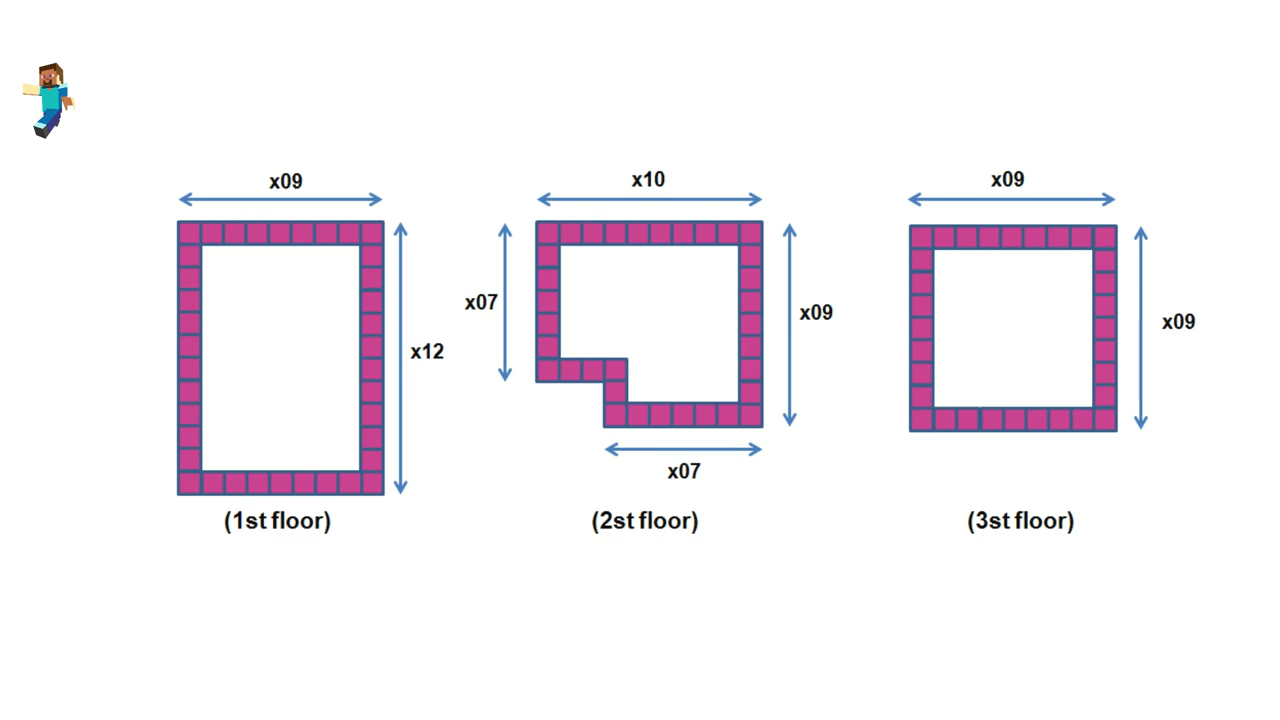 x09
x12
(1st floor)
x10
x07
x09
x07
(2st floor)
x09
x09
(3st floor)